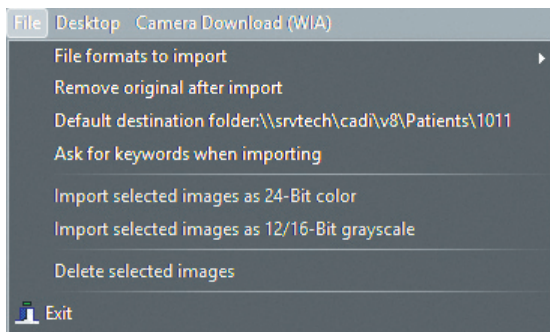 File Desktop Camera Download (WIA)
File formats to import
Remove original after import
Default destination folder:\\srvtech\cadi\v8\Patients\1011
Ask for keywords when importing
Import selected images as 24-Bit color
Import selected images as 12/16-Bit grayscale
Delete selected images
Exit